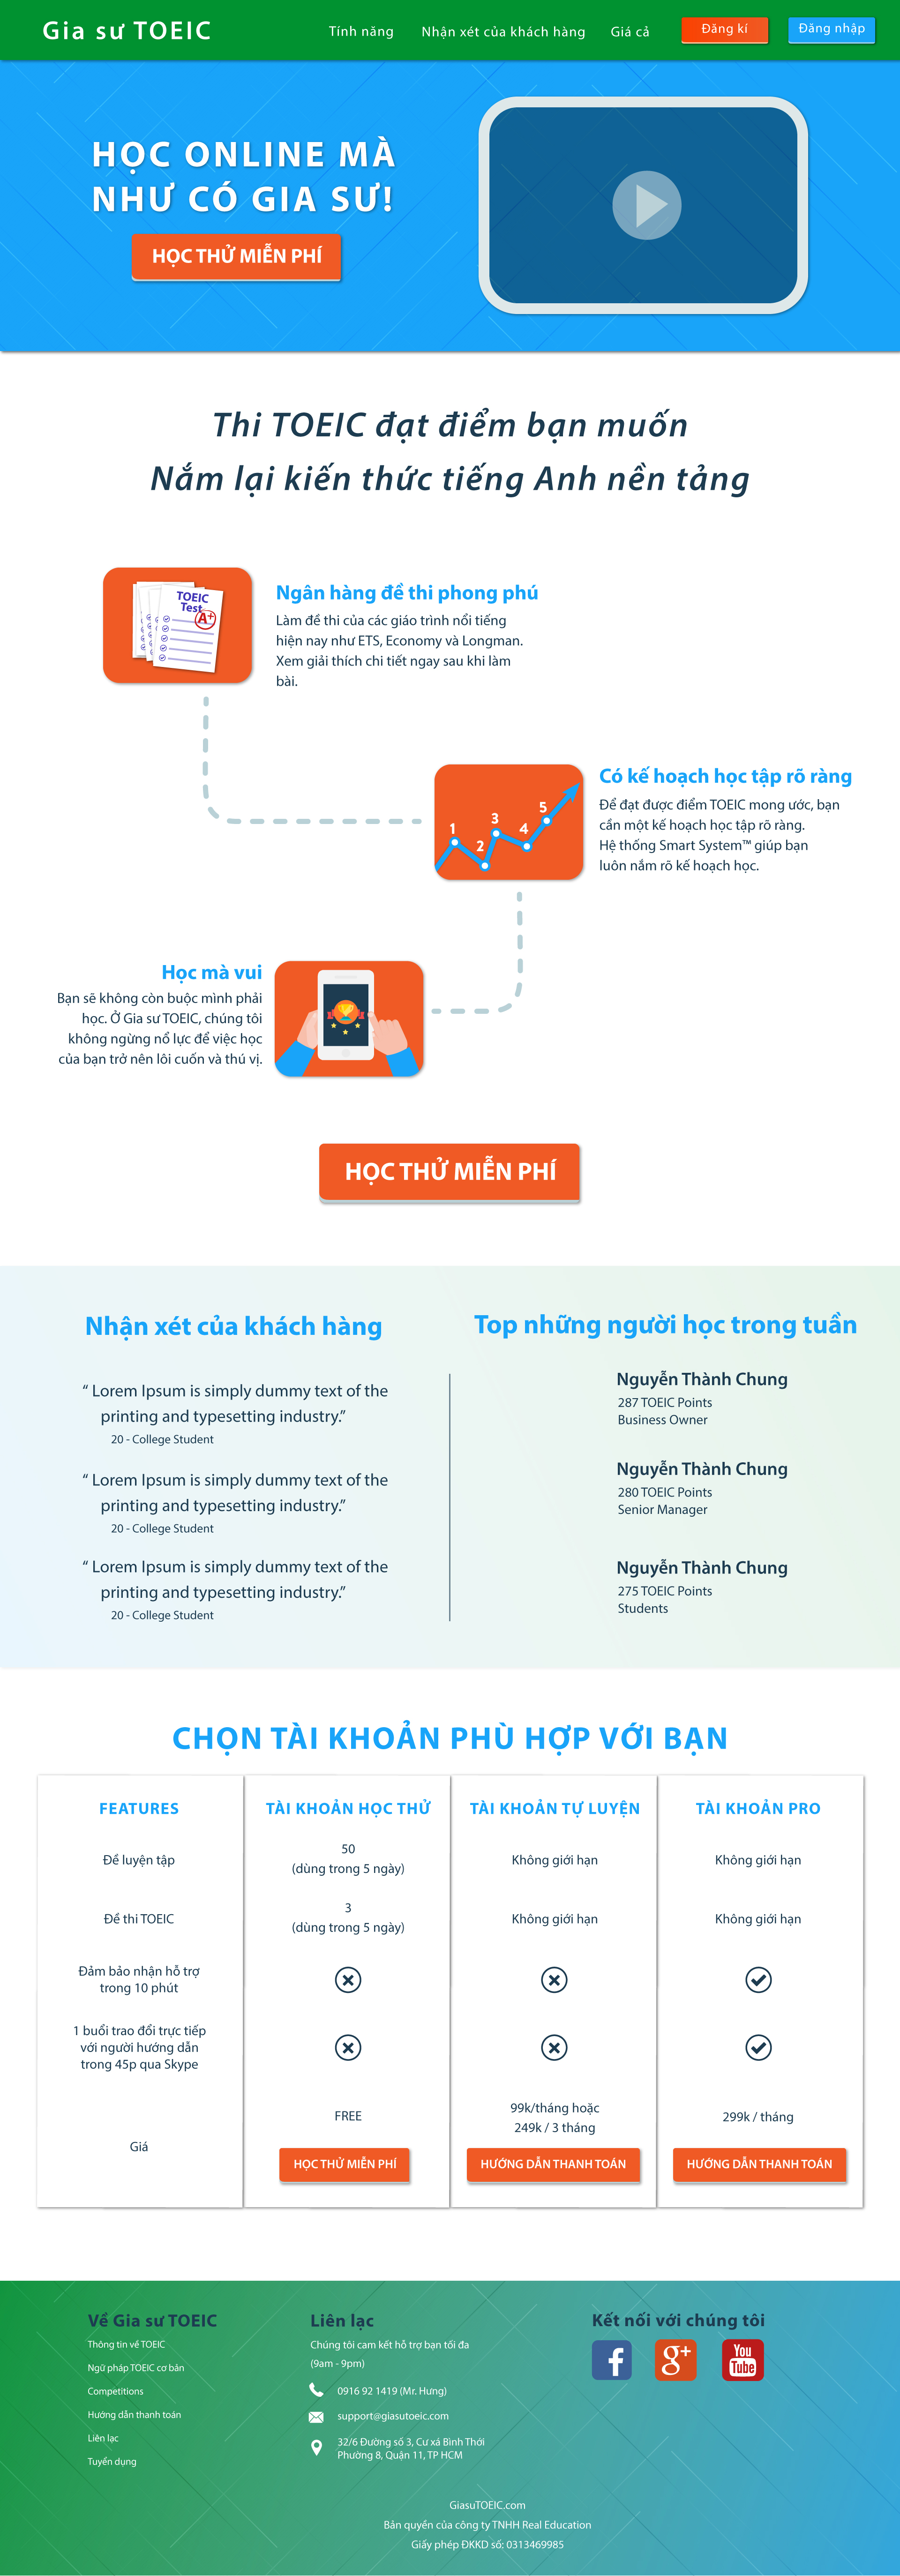 Gia sư TOEIC
Tính năng
Nhận xét của khách hàng
Giá cả
Đăng kí
Đăng nhập
HỌC ONLINE MÀ
NHƯ CÓ GIA SƯ!
HỌC THỬ MIỄN PHÍ
Thi TOEIC đạt điểm bạn muốn
Nắm lại kiến thức tiếng Anh nền tảng
TOEIC
Test
A+
Ngân hàng đề thi phong phú
Làm đề thi của các giáo trình nổi tiếng
hiện nay như ETS, Economy và Longman.
Xem giải thích chi tiết ngay sau khi làm
bài.
1
2
3
4
5
Có kế hoạch học tập rõ ràng
Để đạt được điểm TOEIC mong ước, bạn
cần một kế hoạch học tập rõ ràng.
Hệ thống Smart System™ giúp bạn
luôn nắm rõ kế hoạch học.
Học mà vui
Bạn sẽ không còn buộc mình phải
học. Ở Gia sư TOEIC, chúng tôi
không ngừng nổ lực để việc học
của bạn trở nên lôi cuốn và thú vị.
HỌC THỬ MIỄN PHÍ
Nhận xét của khách hàng
“ Lorem Ipsum is simply dummy text of the
printing and typesetting industry.”
20 - College Student
“ Lorem Ipsum is simply dummy text of the
printing and typesetting industry.”
20 - College Student
“ Lorem Ipsum is simply dummy text of the
printing and typesetting industry.”
20 - College Student
Top những người học trong tuần
Nguyễn Thành Chung
287 TOEIC Points
Business Owner
Nguyễn Thành Chung
280 TOEIC Points
Senior Manager
Nguyễn Thành Chung
275 TOEIC Points
Students
CHỌN TÀI KHOẢN PHÙ HỢP VỚI BẠN
FEATURES
TÀI KHOẢN HỌC THỬ
TÀI KHOẢN TỰ LUYỆN
TÀI KHOẢN PRO
Đề luyện tập
50
(dùng trong 5 ngày)
Không giới hạn
Không giới hạn
Đề thi TOEIC
3
(dùng trong 5 ngày)
Không giới hạn
Không giới hạn
Đảm bảo nhận hỗ trợ
trong 10 phút
1 buổi trao đổi trực tiếp
với người hướng dẫn
trong 45p qua Skype
Giá
FREE
99k/tháng hoặc
249k / 3 tháng
299k / tháng
HỌC THỬ MIỄN PHÍ
HƯỚNG DẪN THANH TOÁN
HƯỚNG DẪN THANH TOÁN
Về Gia sư TOEIC
Thông tin về TOEIC
Ngữ pháp TOEIC cơ bản
Competitions
Hướng dẫn thanh toán
Liên lạc
Tuyển dụng
Liên lạc
Chúng tôi cam kết hỗ trợ bạn tối đa
(9am - 9pm)
0916 92 1419 (Mr. Hưng)
support@giasutoeic.com
32/6 Đường số 3, Cư xá Bình Thới
Phường 8, Quận 11, TP HCM
Kết nối với chúng tôi
f
g+
You
Tube
GiasuTOEIC.com
Bản quyền của công ty TNHH Real Education
Giấy phép ĐKKD số: 0313469985